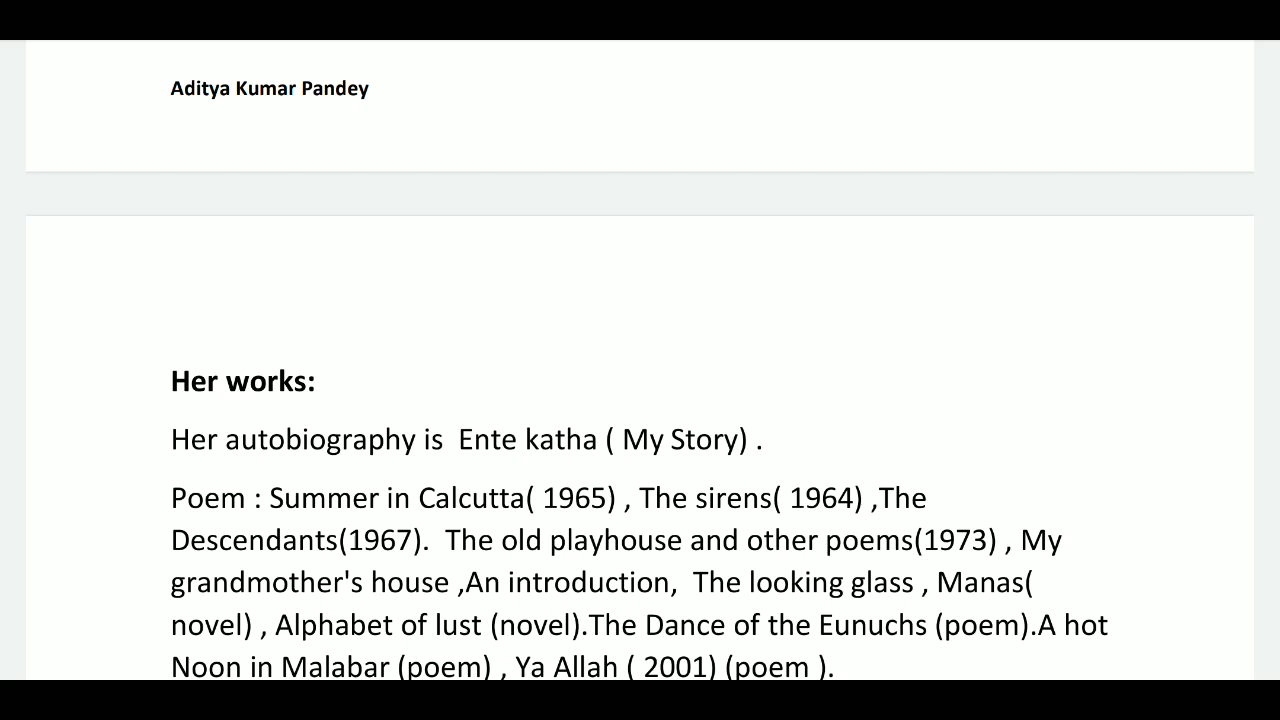 Aditya Kumar Pandey
Her works:
Her autobiography is  Ente katha ( My Story) .
Poem : Summer in Calcutta( 1965) , The sirens( 1964) ,The
Descendants(1967).  The old playhouse and other poems(1973) , My
grandmother's house ,An introduction,  The looking glass , Manas(
novel) , Alphabet of lust (novel).The Dance of the Eunuchs (poem).A hot
Noon in Malabar (poem) , Ya Allah ( 2001) (poem ).